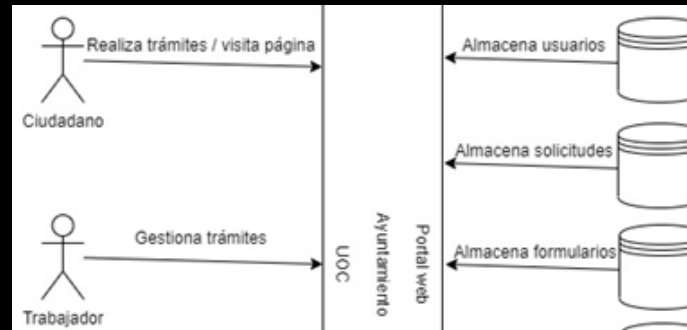 Realiza trámites / visita página
Almacena usuarios
Ciudadano
Almacena solicitudes
Portal web
Ayuntamiento
UOC
Gestiona trámites
Almacena formularios
Trabajador